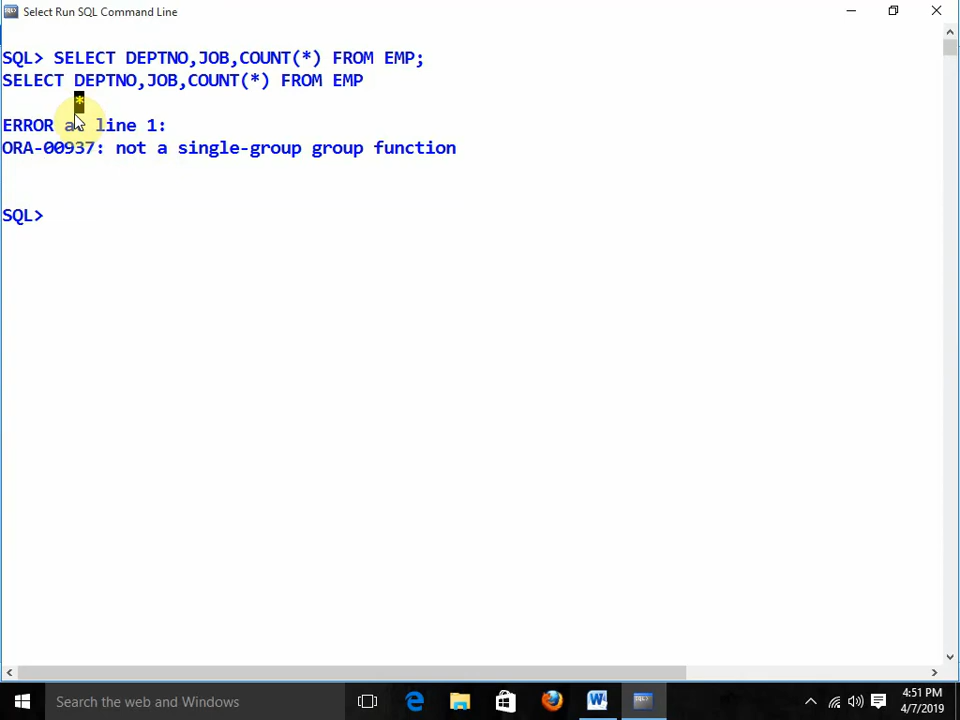 Select Run SQL Command Line
SQL> SELECT DEPTNO,JOB,COUNT(*) FROM EMP;
SELECT DEPTNO,JOB,COUNT(*) FROM EMP
*
ERROR at line 1:
ORA-00937: not a single-group group function
SQL>
Search the web and Windows
4:51 PM
4/7/2019